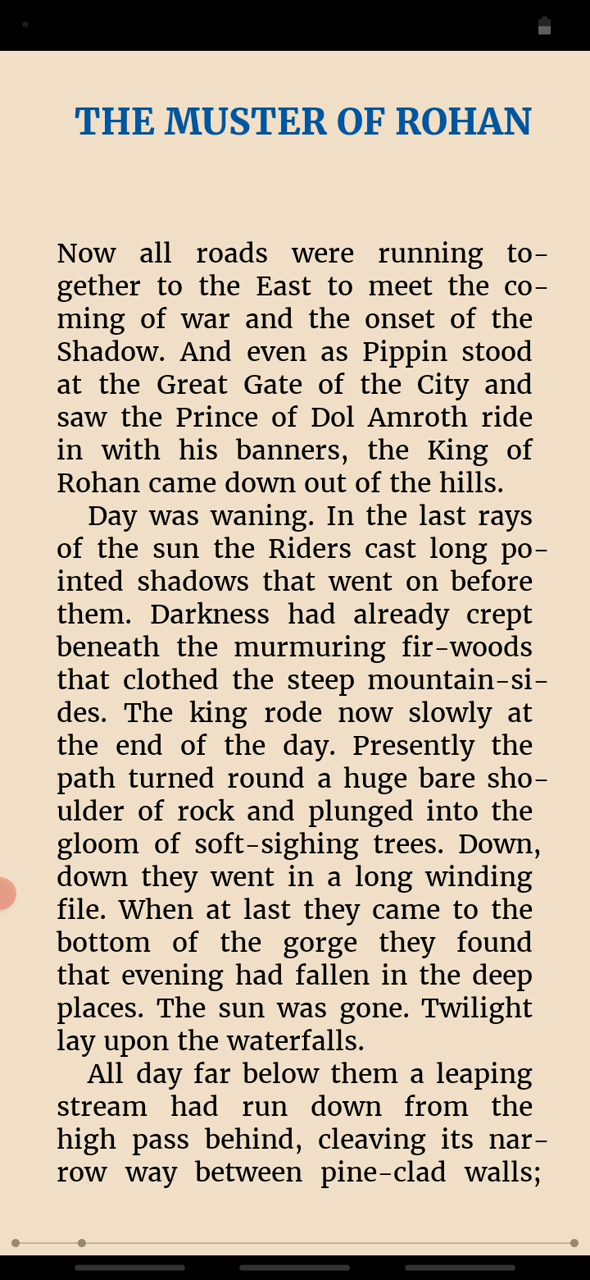 THE MUSTER OF ROHAN
Now all roads were running to-
gether to the East to meet the co-
ming of war and the onset of the
Shadow. And even as Pippin stood
at the Great Gate of the City and
saw the Prince of Dol Amroth ride
in with his banners, the King of
Rohan came down out of the hills.
Day was waning. In the last rays
of the sun the Riders cast long po-
inted shadows that went on before
them. Darkness had already crept
beneath the murmuring fir-woods
that clothed the steep mountain-si-
des. The king rode now slowly at
the end of the day. Presently the
path turned round a huge bare sho-
ulder of rock and plunged into the
gloom of soft-sighing trees. Down,
down they went in a long winding
file. When at last they came to the
bottom of the gorge they found
that evening had fallen in the deep
places. The sun was gone. Twilight
lay upon the waterfalls.
All day far below them a leaping
stream had run down from the
high pass behind, cleaving its nar-
row way between pine-clad walls;